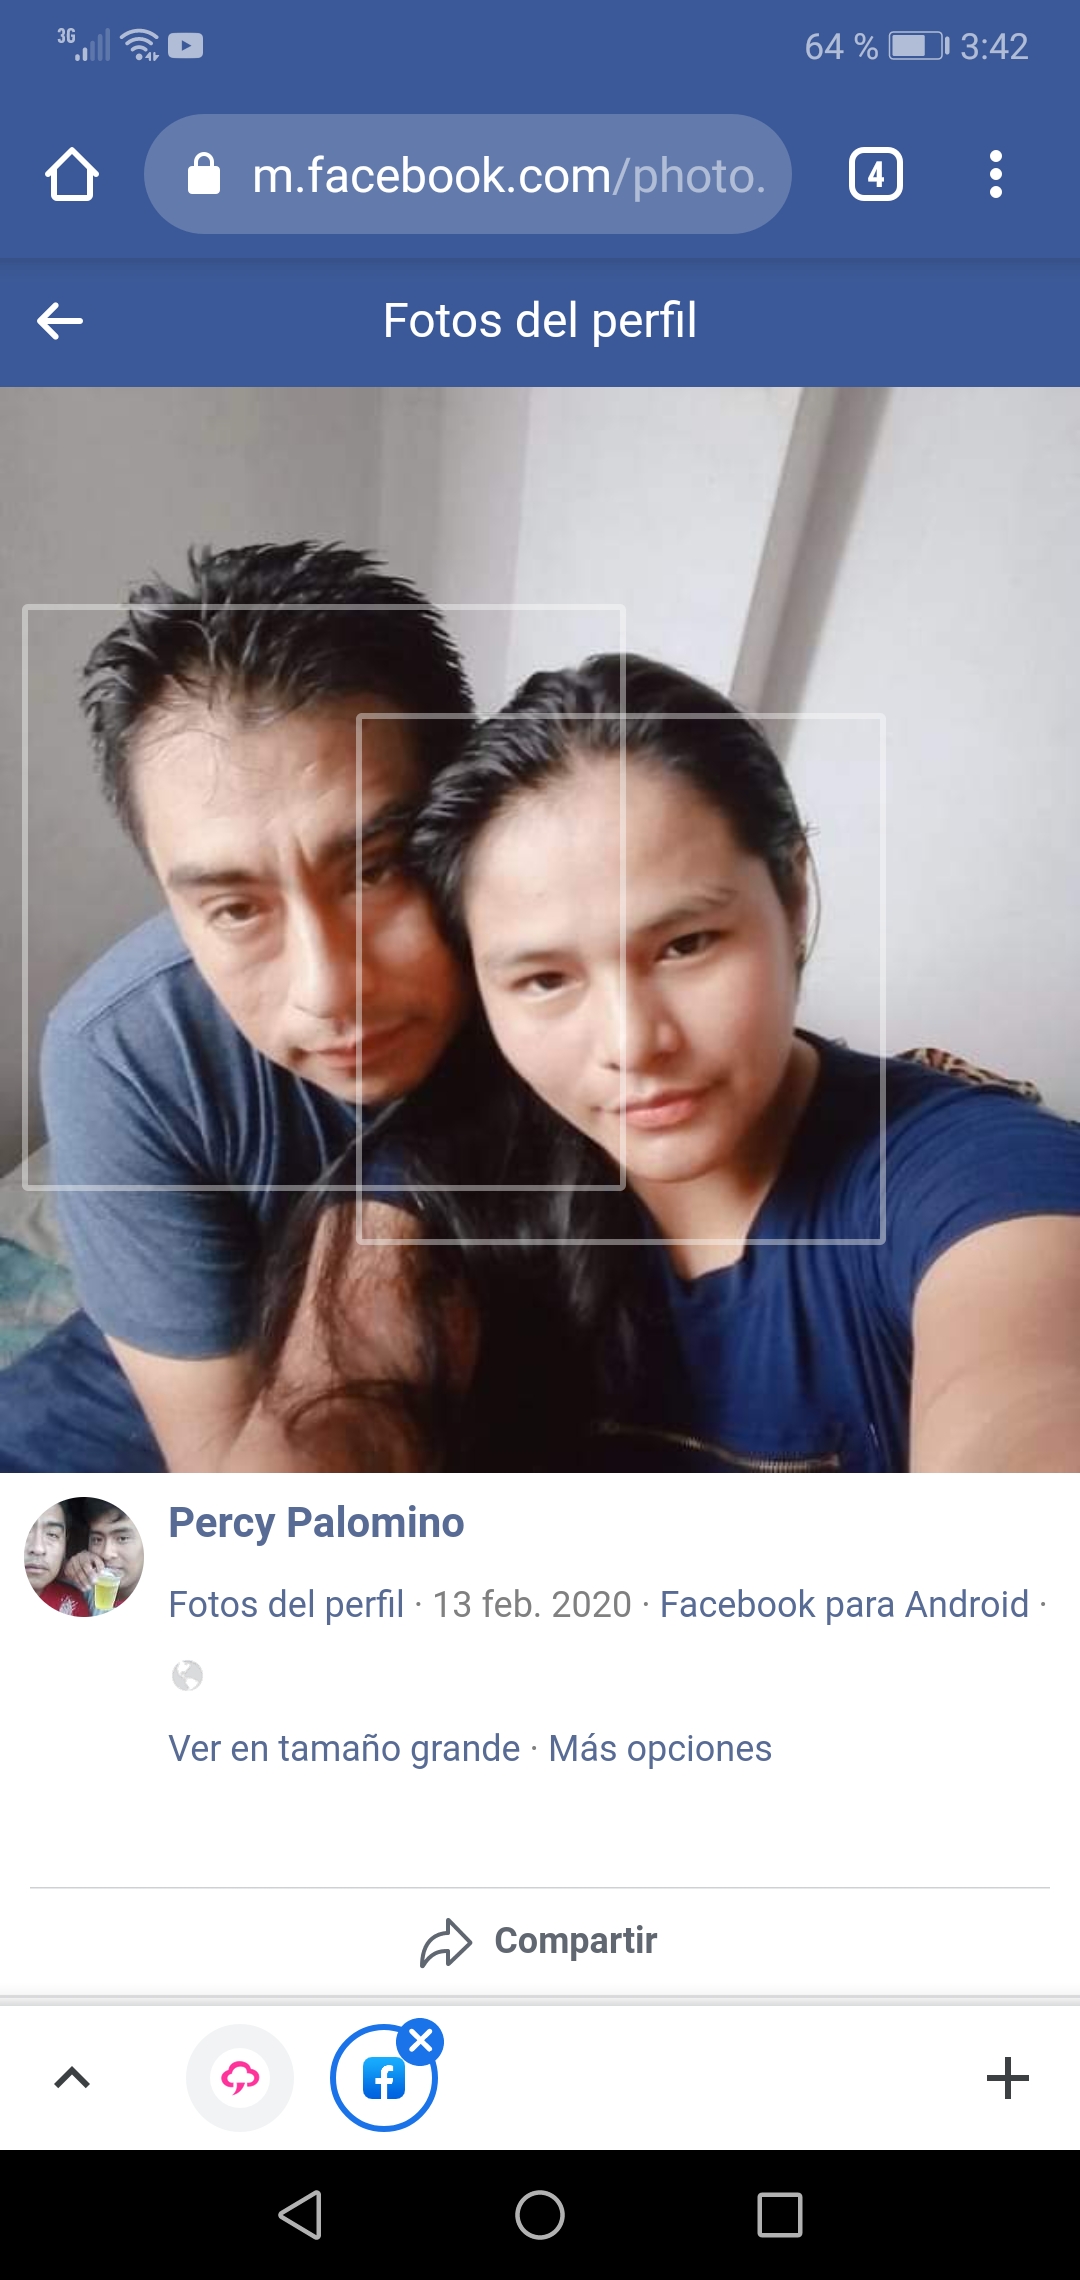 3G 64 % 3:42
m.facebook.com/photo. 4
Fotos del perfil
Percy Palomino
Fotos del perfil · 13 feb. 2020 · Facebook para Android ·
Ver en tamaño grande · Más opciones
Compartir